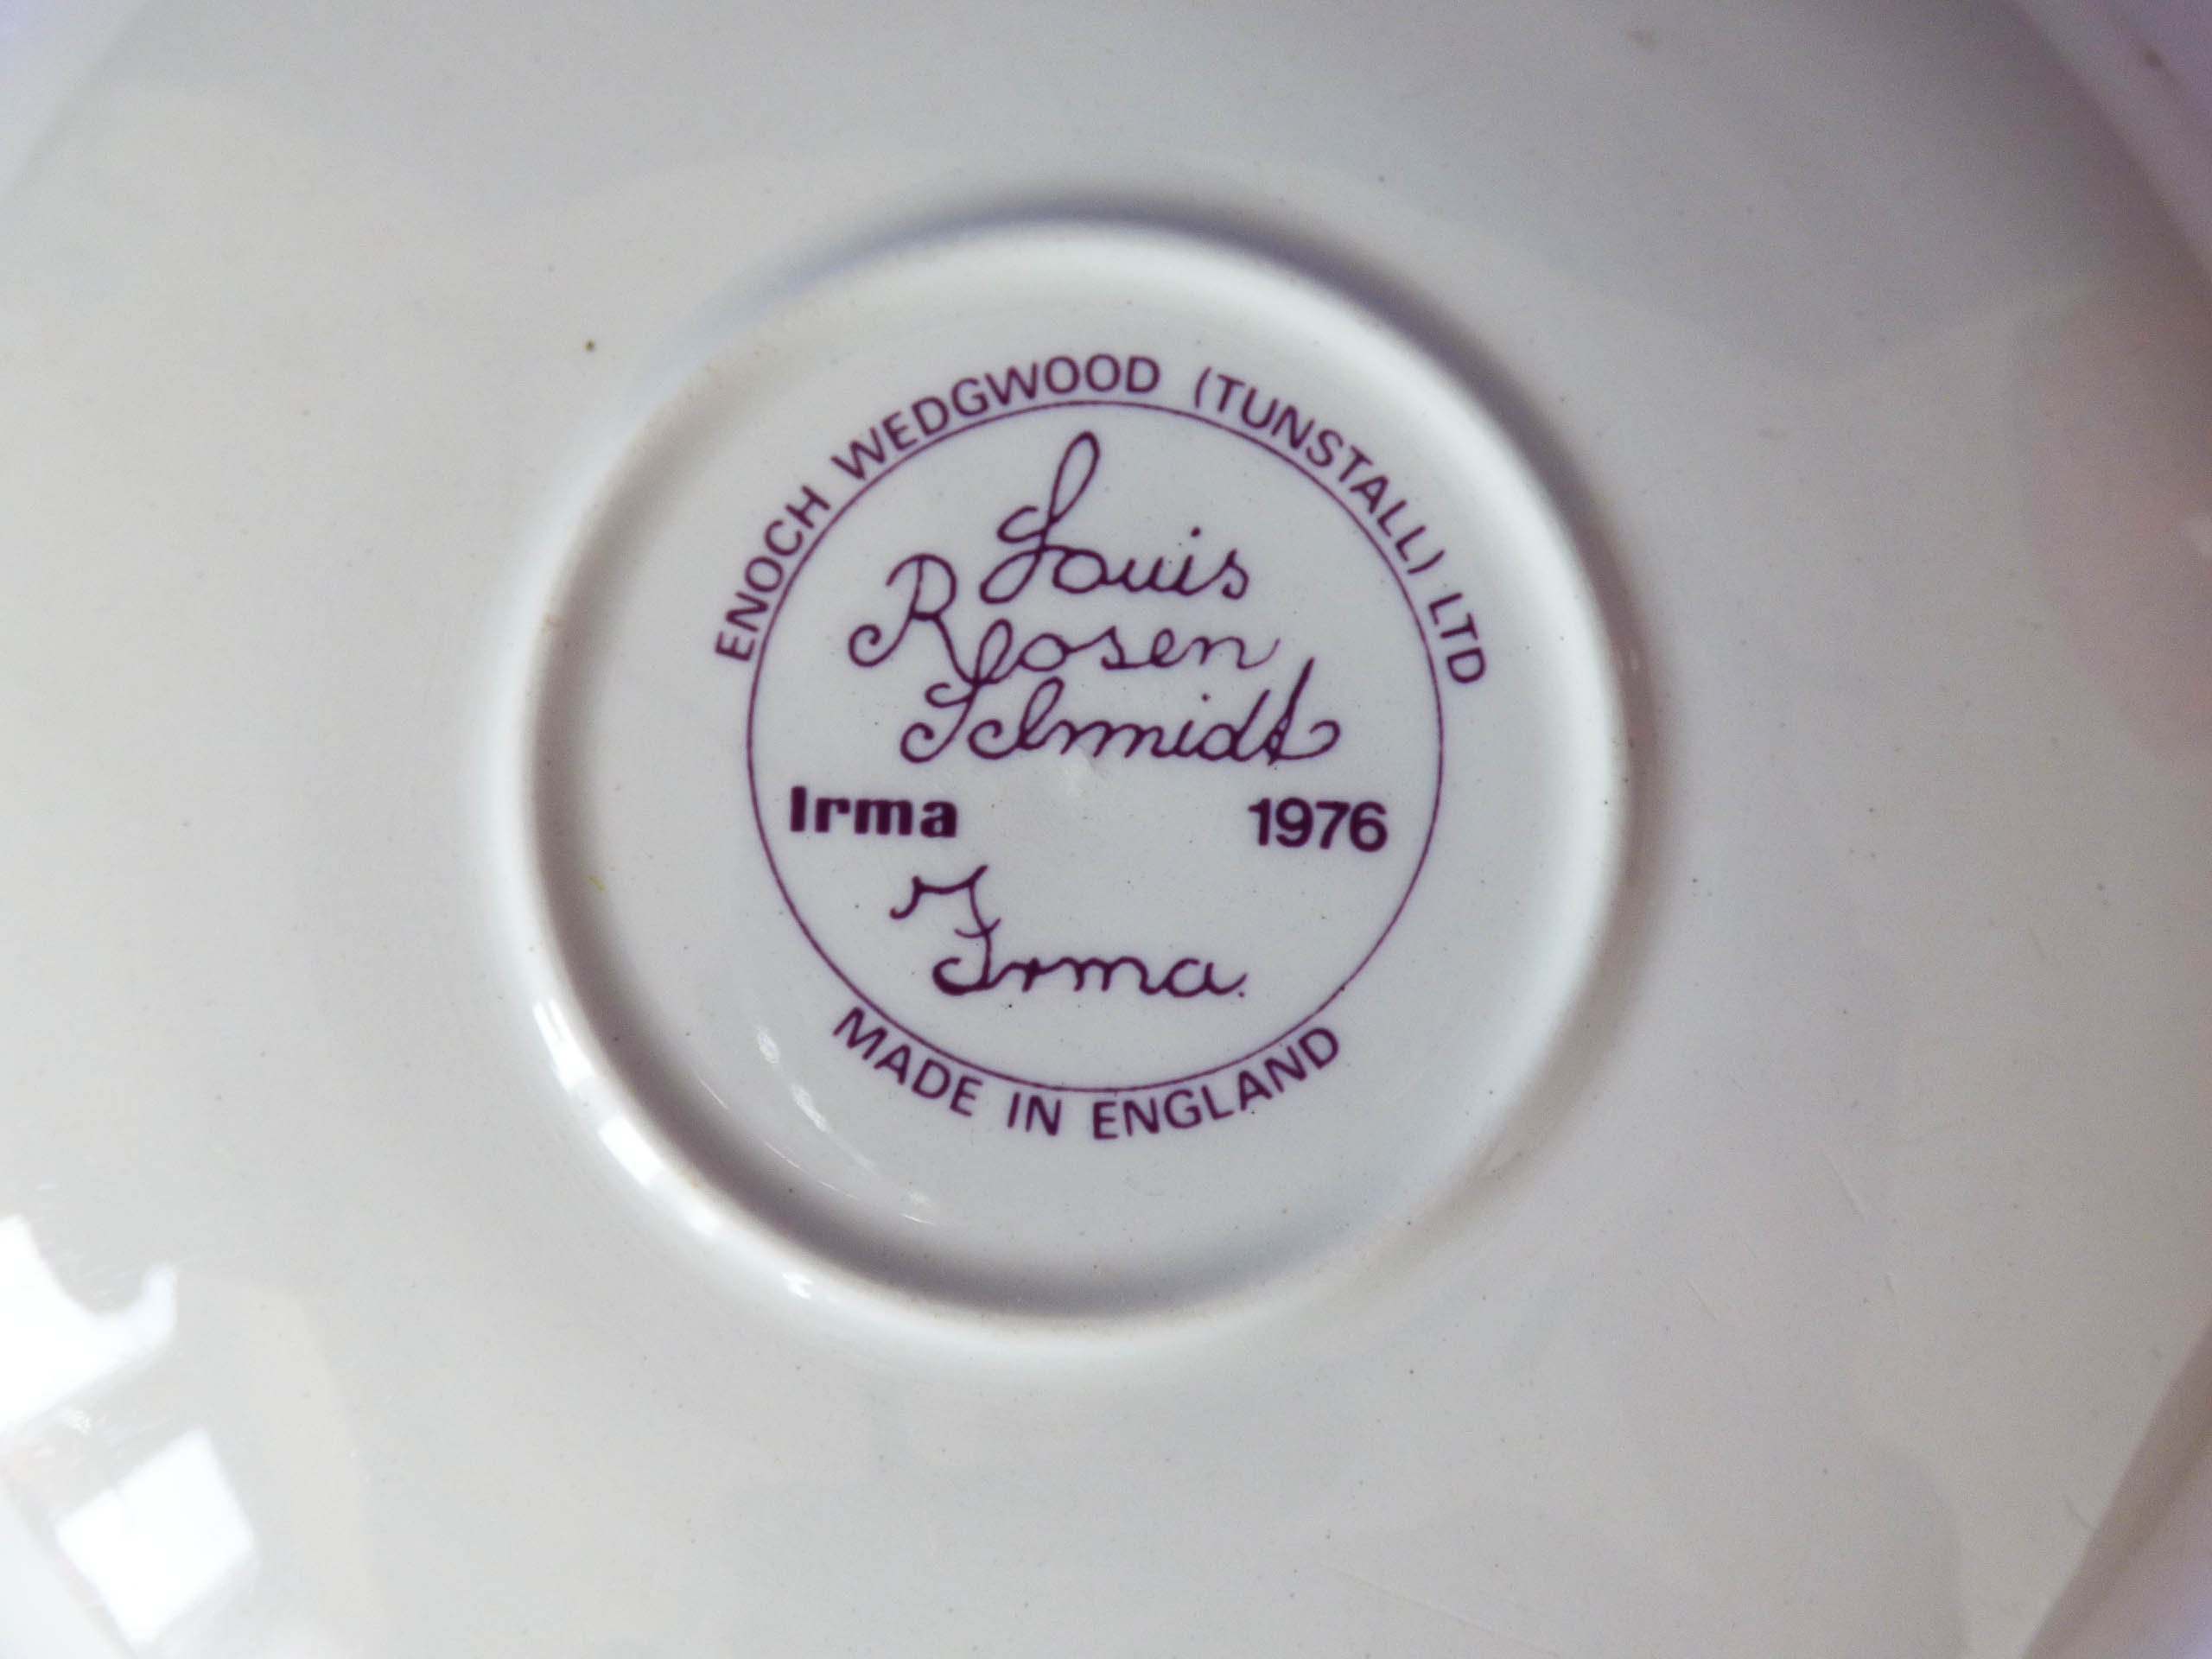 ENOCH WEDGWOOD (TUNSTALL) LTD
Louis
Rosen
Schmidt
Irma 1976
Irma
MADE IN ENGLAND